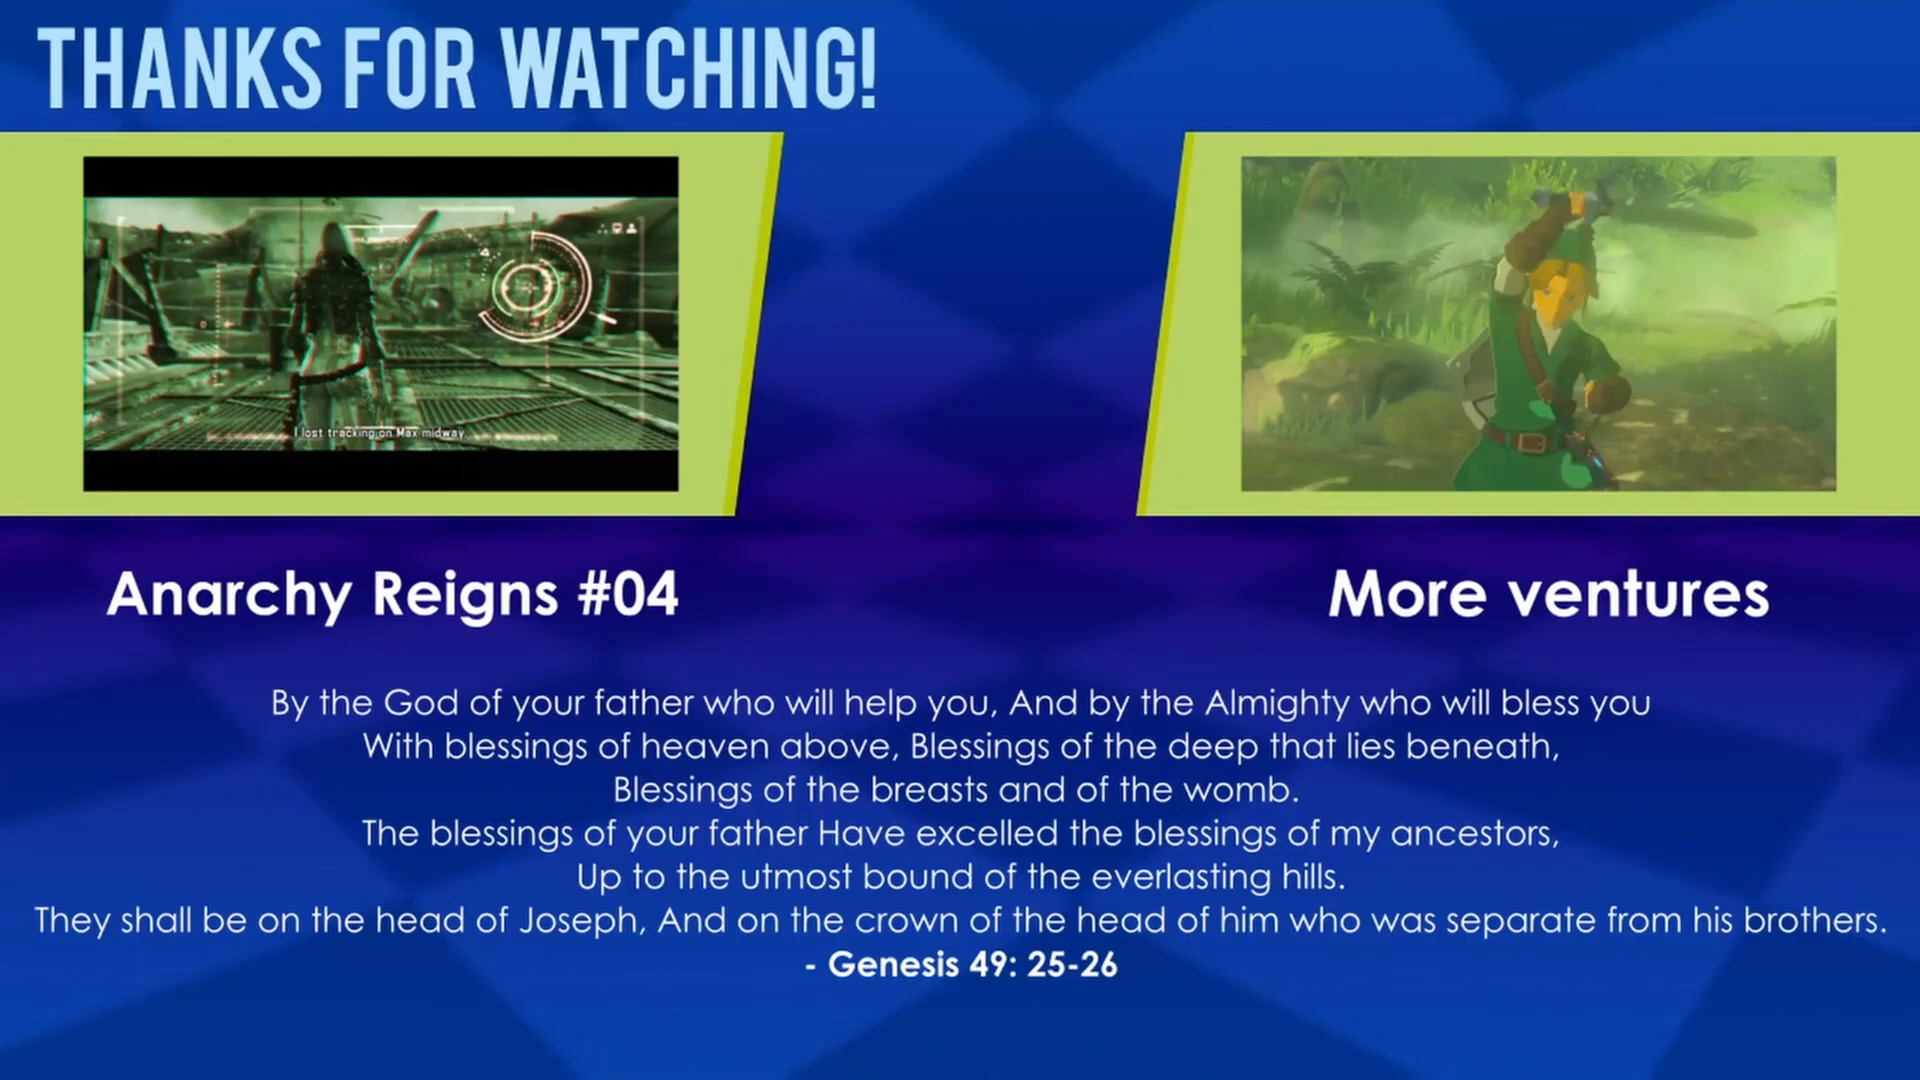 THANKS FOR WATCHING!
I lost tracking on Max midway.
Anarchy Reigns #04
More ventures
By the God of your father who will help you, And by the Almighty who will bless you
With blessings of heaven above, Blessings of the deep that lies beneath,
Blessings of the breasts and of the womb.
The blessings of your father Have excelled the blessings of my ancestors,
Up to the utmost bound of the everlasting hills.
They shall be on the head of Joseph, And on the crown of the head of him who was separate from his brothers.
- Genesis 49: 25-26